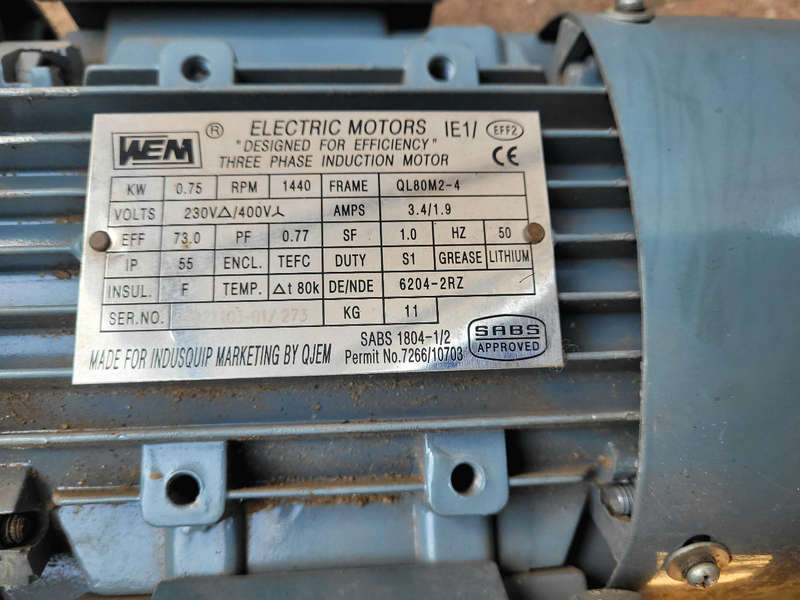 WEM ® ELECTRIC MOTORS IE1/ EFF2
"DESIGNED FOR EFFICIENCY" CE
THREE PHASE INDUCTION MOTOR
KW 0.75 RPM 1440 FRAME QL80M2-4
VOLTS 230V△/400V⅄ AMPS 3.4/1.9
EFF 73.0 PF 0.77 SF 1.0 HZ 50
IP 55 ENCL. TEFC DUTY S1 GREASE LITHIUM
INSUL. F TEMP. △t 80k DE/NDE 6204-2RZ
SER.NO. KG 11
SABS 1804-1/2 SABS
MADE FOR INDUSQUIP MARKETING BY QJEM Permit No.7266/10703 APPROVED